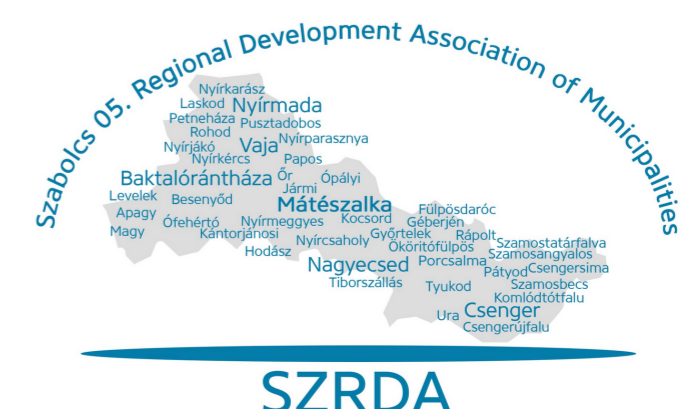 Szabolcs 05. Regional Development Association of Municipalities
Nyírkarász
Laskod Nyírmada
Petneháza Pusztadobos
Rohod Nyírparasznya
Nyírjákó Vaja
Nyírkércs Papos
Baktalórántháza Őr Ópályi
Jármi
Levelek Besenyőd Mátészalka
Apagy Ófehértó Nyírmeggyes Kocsord Géberjén Fülpösdaróc
Magy Kántorjánosi Nyírcsaholy Győrtelek Rápolt Szamostatárfalva
Hodász Ököritófülpös Szamosangyalos
Nagyecsed Porcsalma Pátyod Csengersima
Tiborszállás Tyukod Szamosbecs
Komlódtótfalu
Ura Csenger
Csengerújfalu
SZRDA